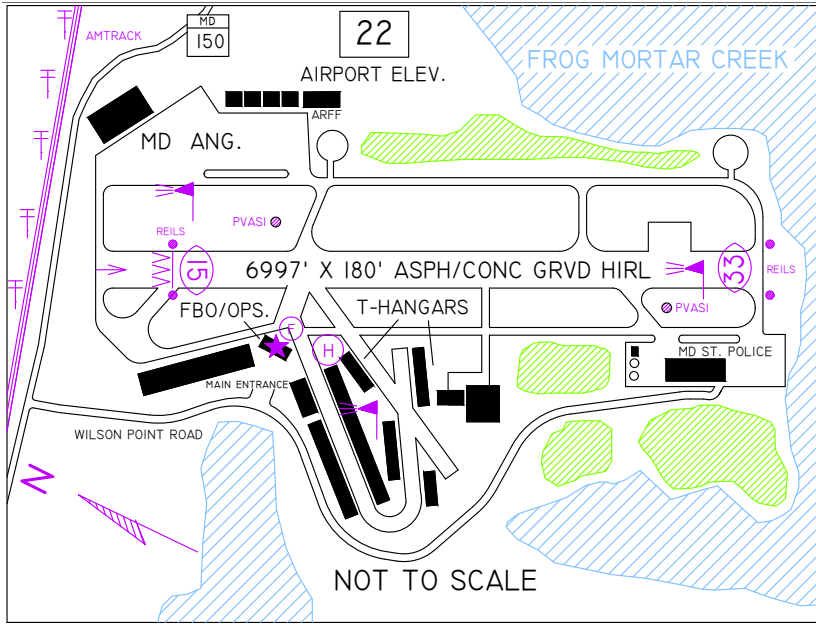 MD
150
22
AMTRACK
FROG MORTAR CREEK
AIRPORT ELEV.
ARFF
MD ANG.
PVASI
REILS
15
6997' X 180' ASPH/CONC GRVD HIRL
33
REILS
FBO/OPS.
T-HANGARS
PVASI
F
H
MD ST. POLICE
MAIN ENTRANCE
WILSON POINT ROAD
N
NOT TO SCALE